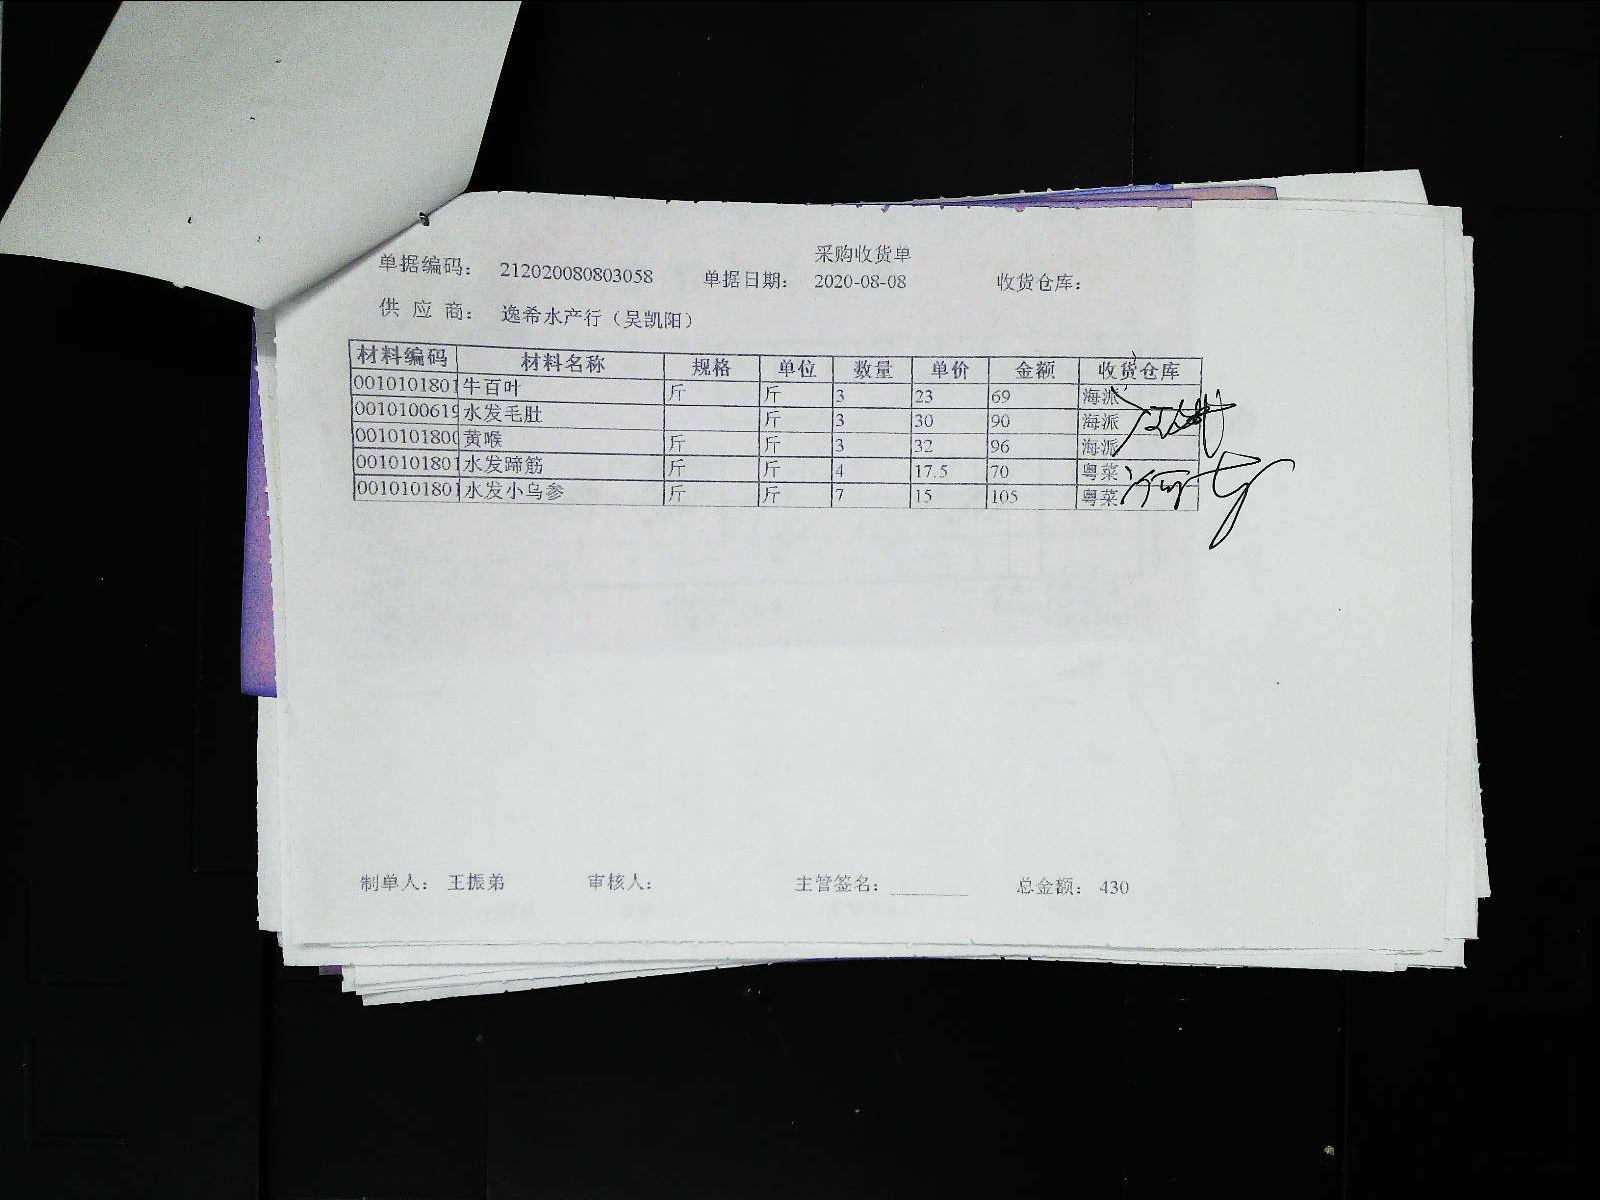 采购收货单
单据编码： 212020080803058 单据日期： 2020-08-08 收货仓库：
供 应 商： 逸希水产行（吴凯阳）
材料编码 材料名称 规格 单位 数量 单价 金额 收货仓库
0010101801 牛百叶 斤 斤 3 23 69 海派
0010100619 水发毛肚 斤 3 30 90 海派
0010101800 黄喉 斤 斤 3 32 96 海派
0010101801 水发蹄筋 斤 斤 4 17.5 70 粤菜
0010101801 水发小乌参 斤 斤 7 15 105 粤菜
制单人： 王振弟 审核人： 主管签名： 总金额： 430